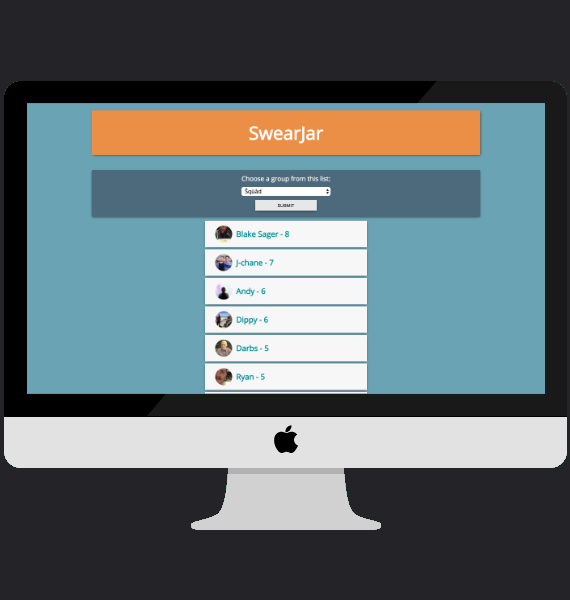 SwearJar
Choose a group from this list:
Squad
SUBMIT
Blake Sager - 8
J-chane - 7
Andy - 6
Dippy - 6
Darbs - 5
Ryan - 5